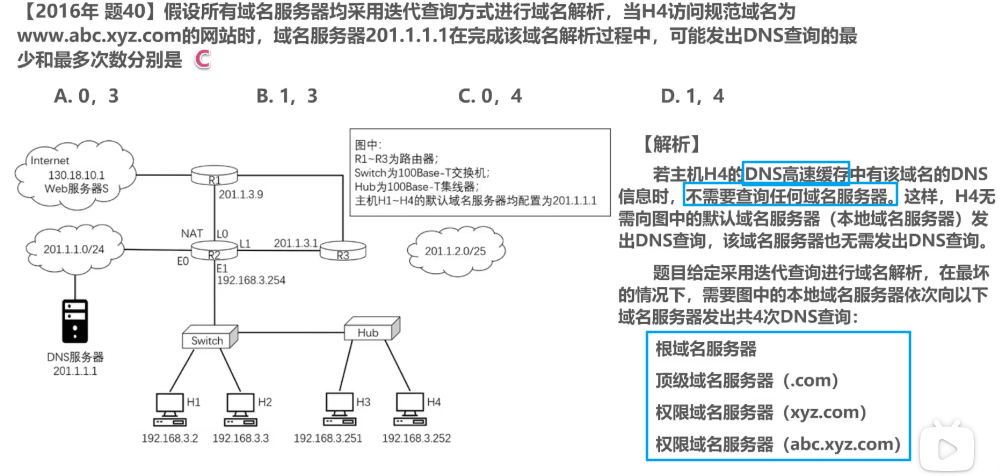 【2016年 题40】假设所有域名服务器均采用迭代查询方式进行域名解析，当H4访问规范域名为
www.abc.xyz.com的网站时，域名服务器201.1.1.1在完成该域名解析过程中，可能发出DNS查询的最
少和最多次数分别是 C
A. 0，3 B. 1，3 C. 0，4 D. 1，4
Internet
130.18.10.1
Web服务器S
R1
201.1.3.9
图中：
R1~R3为路由器；
Switch为100Base-T交换机；
Hub为100Base-T集线器；
主机H1~H4的默认域名服务器均配置为201.1.1.1
201.1.1.0/24
NAT L0
L1 201.1.3.1
R2
R3
E0
E1
192.168.3.254
201.1.2.0/25
DNS服务器
201.1.1.1
Switch
Hub
H1
H2
H3
H4
192.168.3.2
192.168.3.3
192.168.3.251
192.168.3.252
【解析】
若主机H4的DNS高速缓存中有该域名的DNS
信息时，不需要查询任何域名服务器。这样，H4无
需向图中的默认域名服务器（本地域名服务器）发
出DNS查询，该域名服务器也无需发出DNS查询。
题目给定采用迭代查询进行域名解析，在最坏
的情况下，需要图中的本地域名服务器依次向以下
域名服务器发出共4次DNS查询：
根域名服务器
顶级域名服务器（.com）
权限域名服务器（xyz.com）
权限域名服务器（abc.xyz.com）